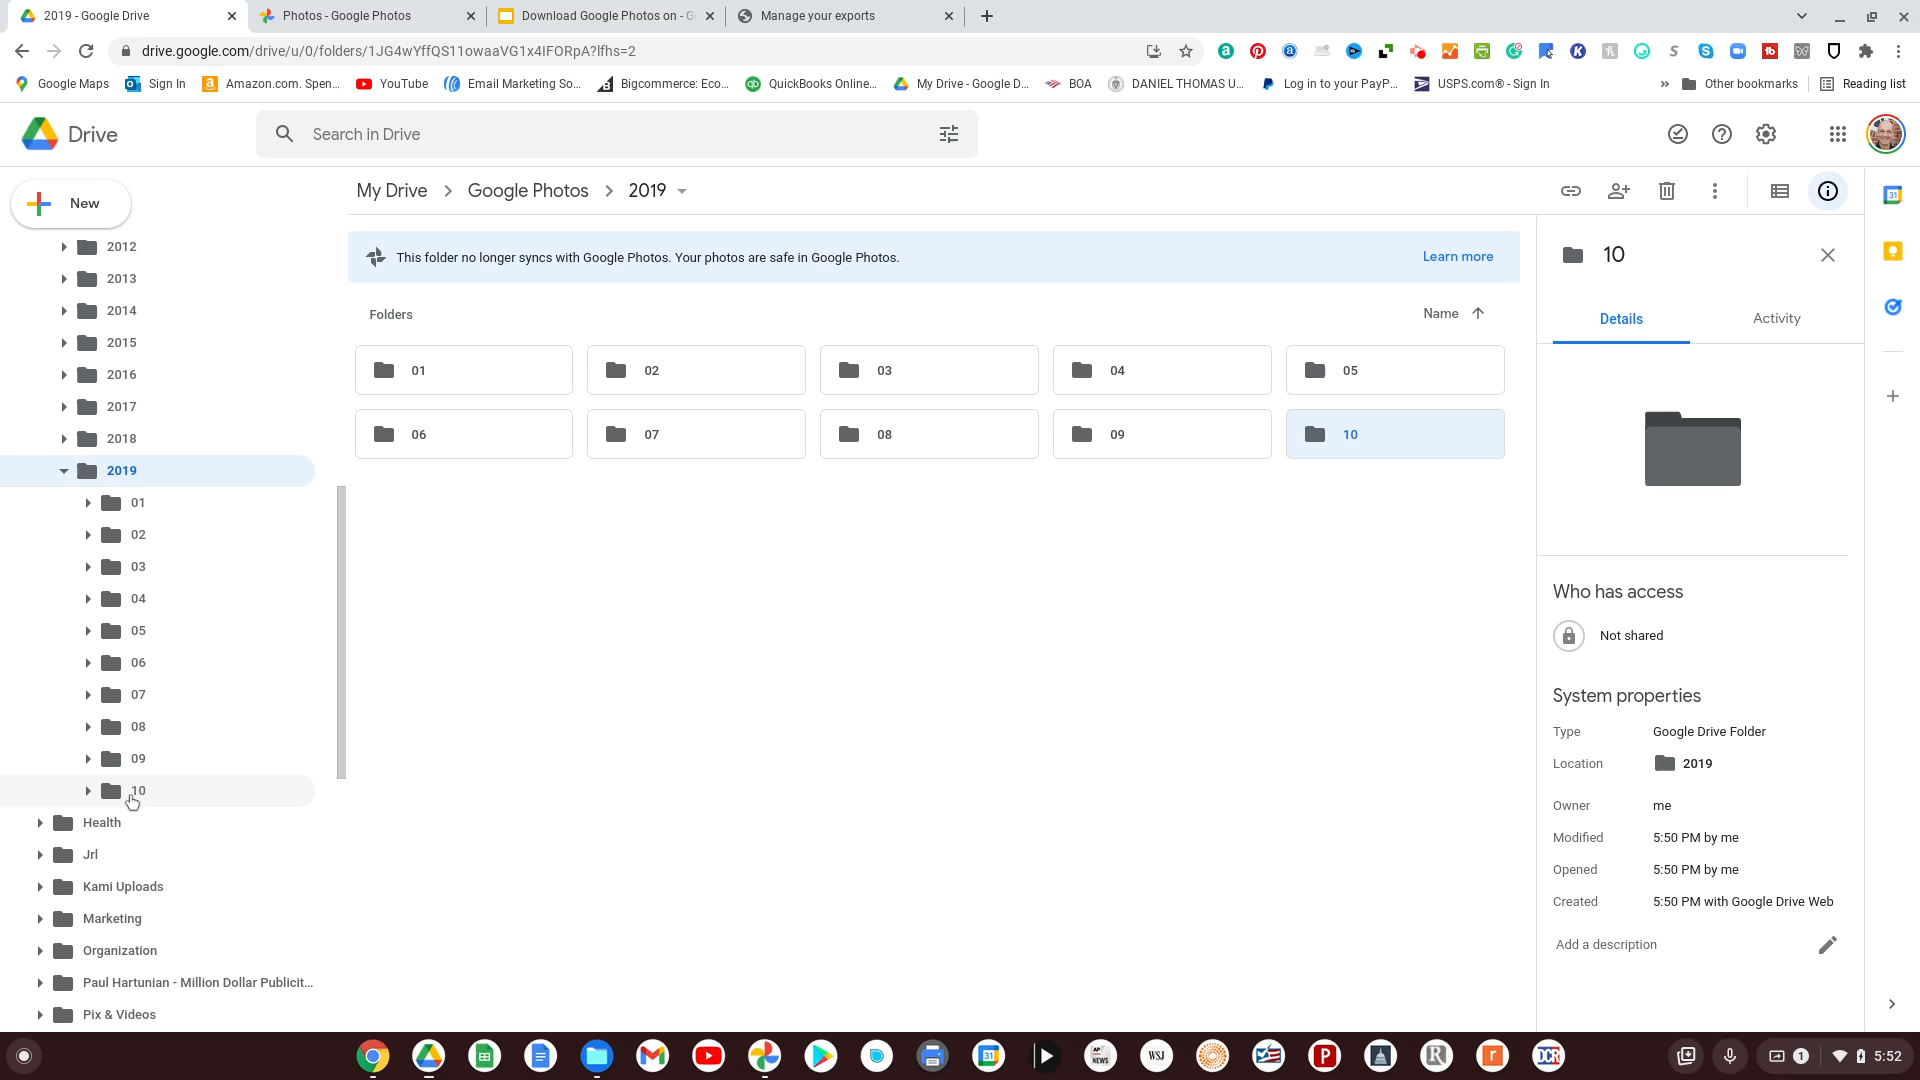 2019 - Google Drive
Photos - Google Photos
Download Google Photos on - G
Manage your exports
drive.google.com/drive/u/0/folders/1JG4wYffQS11owaaVG1x4IFORpA?lfhs=2
Google Maps
Sign In
Amazon.com. Spen...
YouTube
Email Marketing So...
Bigcommerce: Eco...
QuickBooks Online...
My Drive - Google D...
BOA
DANIEL THOMAS U...
Log in to your PayP...
USPS.com® - Sign In
Other bookmarks
Reading list
Drive
Search in Drive
New
My Drive
Google Photos
2019
This folder no longer syncs with Google Photos. Your photos are safe in Google Photos.
Learn more
Folders
Name
01
02
03
04
05
06
07
08
09
10
2012
2013
2014
2015
2016
2017
2018
2019
01
02
03
04
05
06
07
08
09
10
Health
Jrl
Kami Uploads
Marketing
Organization
Paul Hartunian - Million Dollar Publicit...
Pix & Videos
10
Details
Activity
Who has access
Not shared
System properties
Type Google Drive Folder
Location 2019
Owner me
Modified 5:50 PM by me
Opened 5:50 PM by me
Created 5:50 PM with Google Drive Web
Add a description
31
31
AP NEWS
WSJ
P
R
r
DCR
1
5:52